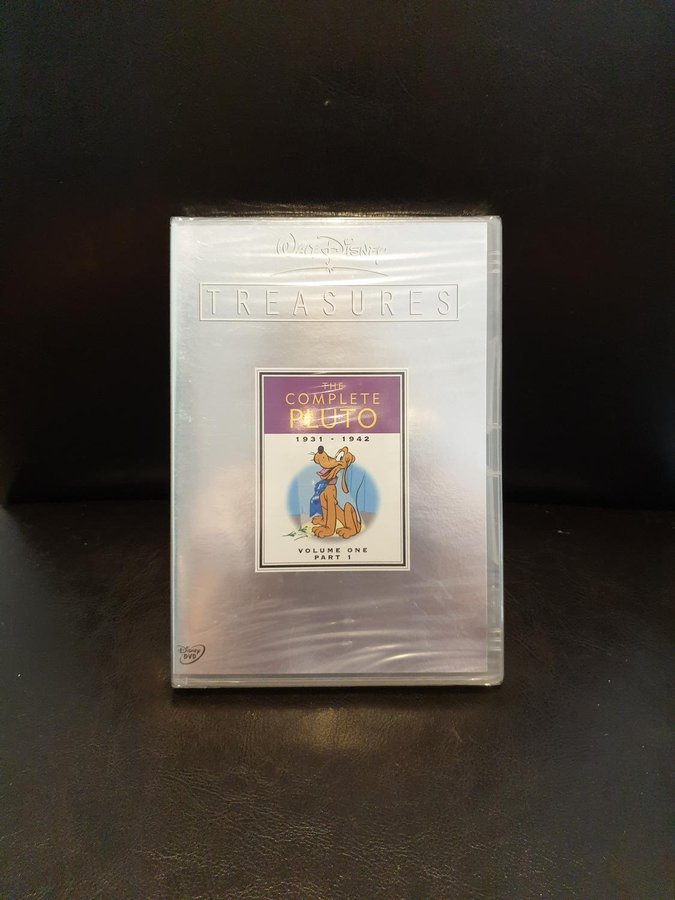 Walt Disney
TREASURES
THE
COMPLETE
PLUTO
1931 - 1942
VOLUME ONE
PART 1
Disney
DVD